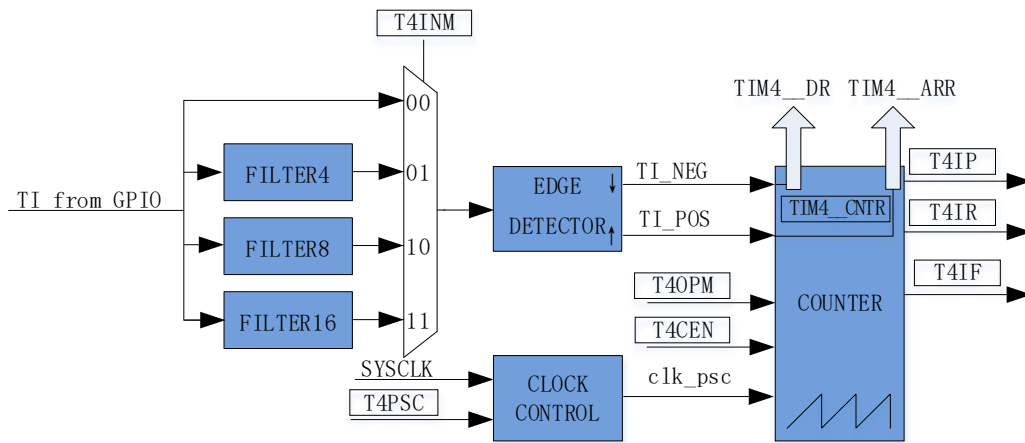 T4INM
TIM4__DR
TIM4__ARR
00
FILTER4
01
EDGE
↓
TI_NEG
T4IP
TI from GPIO
TIM4__CNTR
FILTER8
10
DETECTOR
↑
TI_POS
T4IR
T4IF
FILTER16
11
T4OPM
COUNTER
T4CEN
SYSCLK
CLOCK
clk_psc
T4PSC
CONTROL